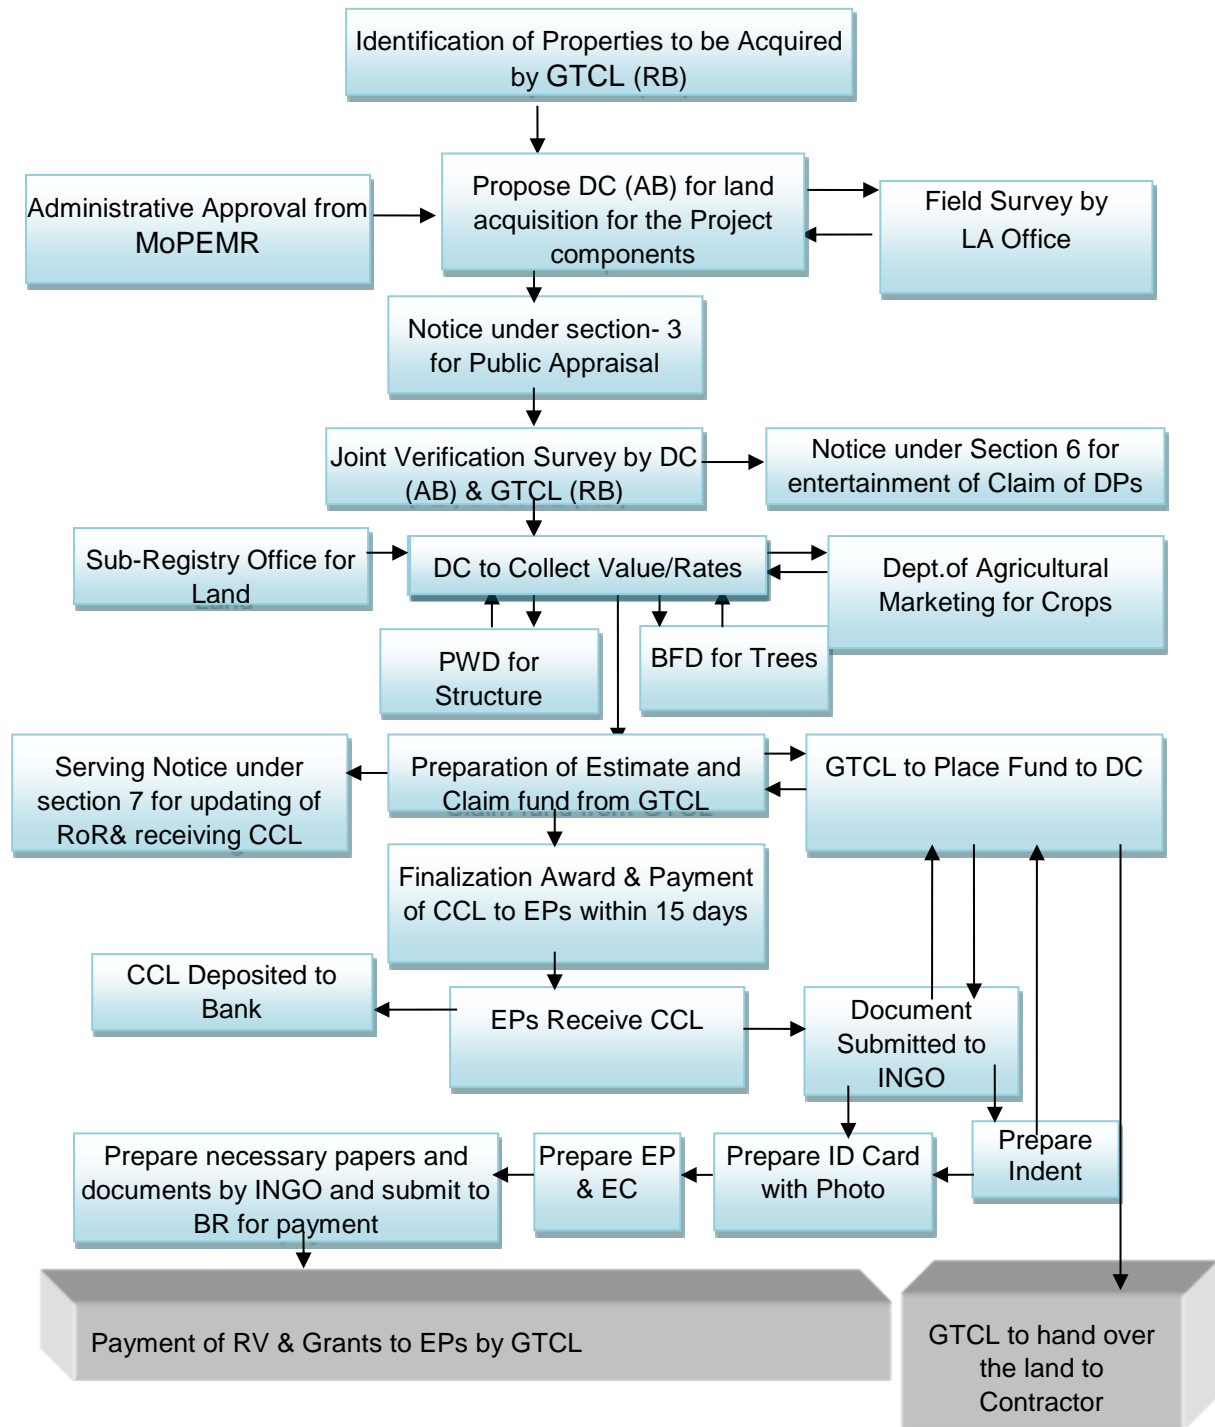 Identification of Properties to be Acquired
by GTCL (RB)
Administrative Approval from
MoPEMR
Propose DC (AB) for land
acquisition for the Project
components
Field Survey by
LA Office
Notice under section- 3
for Public Appraisal
Joint Verification Survey by DC
(AB) & GTCL (RB)
Notice under Section 6 for
entertainment of Claim of DPs
Sub-Registry Office for
Land
DC to Collect Value/Rates
Dept.of Agricultural
Marketing for Crops
PWD for
Structure
BFD for Trees
Serving Notice under
section 7 for updating of
RoR& receiving CCL
Preparation of Estimate and
Claim fund from GTCL
GTCL to Place Fund to DC
Finalization Award & Payment
of CCL to EPs within 15 days
CCL Deposited to
Bank
EPs Receive CCL
Document
Submitted to
INGO
Prepare necessary papers and
documents by INGO and submit to
BR for payment
Prepare EP
& EC
Prepare ID Card
with Photo
Prepare
Indent
Payment of RV & Grants to EPs by GTCL
GTCL to hand over
the land to
Contractor